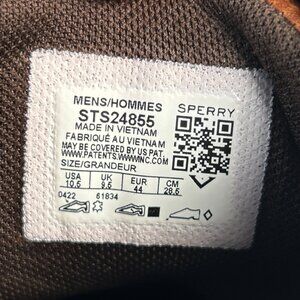 MENS/HOMMES SPERRY
STS24855
MADE IN VIETNAM
FABRIQUÉ AU VIETNAM
MAY BE COVERED BY US PAT.
WWW.PATENTS.WWWINC.COM
SIZE/GRANDEUR
USA UK EUR CM
10.5 9.5 44 28.5
0422 61834